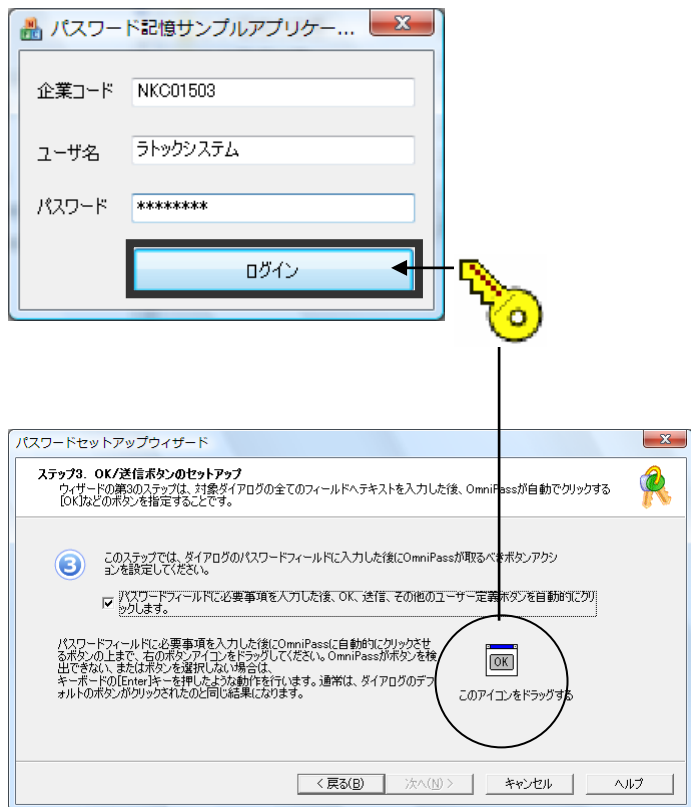 パスワード記憶サンプルアプリケー...
企業コード NKC01503
ユーザ名 ラトックシステム
パスワード ********
ログイン
パスワードセットアップウィザード
ステップ3. OK/送信ボタンのセットアップ
ウィザードの第3のステップは、対象ダイアログの全てのフィールドへテキストを入力した後、OmniPassが自動でクリックする
[OK]などのボタンを指定することです。
3 このステップでは、ダイアログのパスワードフィールドに入力した後にOmniPassが取るべきボタンアクシ
ョンを設定してください。
パスワードフィールドに必要事項を入力した後、OK、送信、その他のユーザー定義ボタンを自動的にクリ
ックします。
パスワードフィールドに必要事項を入力した後にOmniPassに自動的にクリックさせ
るボタンの上まで、右のボタンアイコンをドラッグしてください。OmniPassがボタンを検
出できない、またはボタンを選択しない場合は、
キーボードの[Enter]キーを押したような動作を行います。通常は、ダイアログのデフ
ォルトのボタンがクリックされたのと同じ結果になります。
OK
このアイコンをドラッグする
< 戻る(B) 次へ(N) > キャンセル ヘルプ